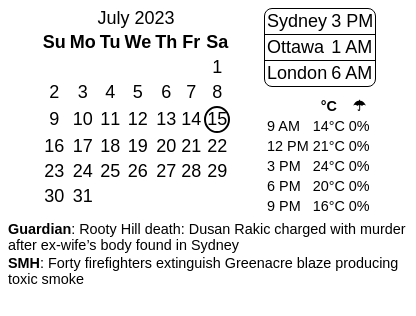 July 2023
Su Mo Tu We Th Fr Sa
1
2 3 4 5 6 7 8
9 10 11 12 13 14 15
16 17 18 19 20 21 22
23 24 25 26 27 28 29
30 31
Sydney 3 PM
Ottawa 1 AM
London 6 AM
°C ☂
9 AM 14°C 0%
12 PM 21°C 0%
3 PM 24°C 0%
6 PM 20°C 0%
9 PM 16°C 0%
Guardian: Rooty Hill death: Dusan Rakic charged with murder
after ex-wife’s body found in Sydney
SMH: Forty firefighters extinguish Greenacre blaze producing
toxic smoke